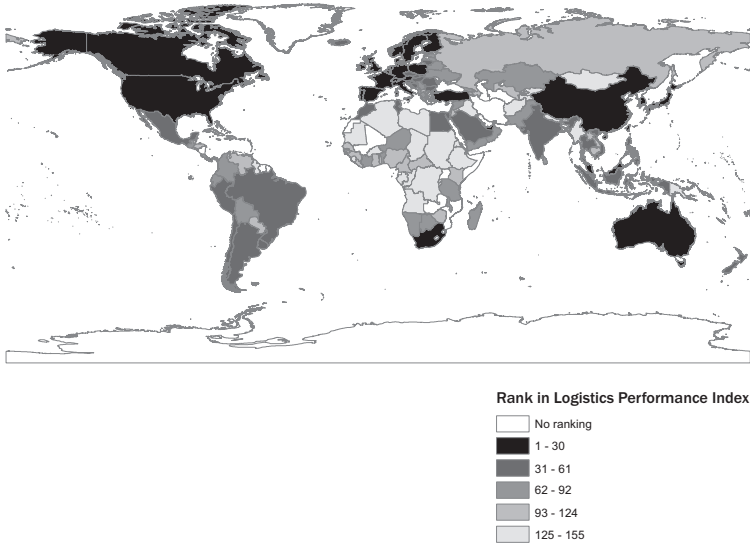 Rank in Logistics Performance Index
No ranking
1 - 30
31 - 61
62 - 92
93 - 124
125 - 155